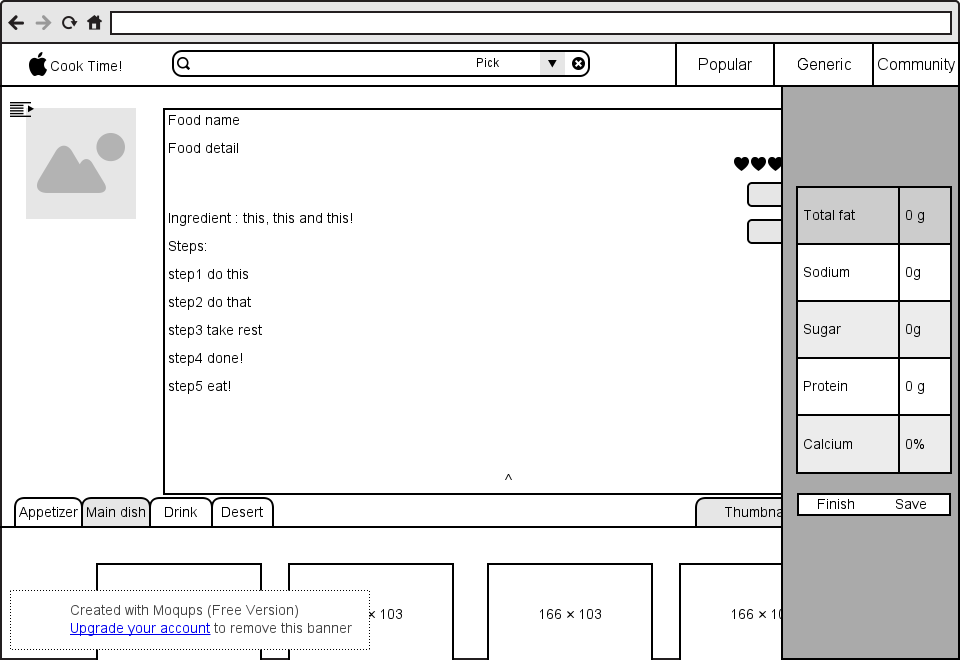 Cook Time!
Pick
Popular
Generic
Community
Food name
Food detail
Ingredient : this, this and this!
Steps:
step1 do this
step2 do that
step3 take rest
step4 done!
step5 eat!
^
Total fat 0 g
Sodium 0g
Sugar 0g
Protein 0 g
Calcium 0%
Finish Save
Appetizer
Main dish
Drink
Desert
Thumbna
× 103
166 × 103
166 × 10
Created with Moqups (Free Version)
Upgrade your account to remove this banner